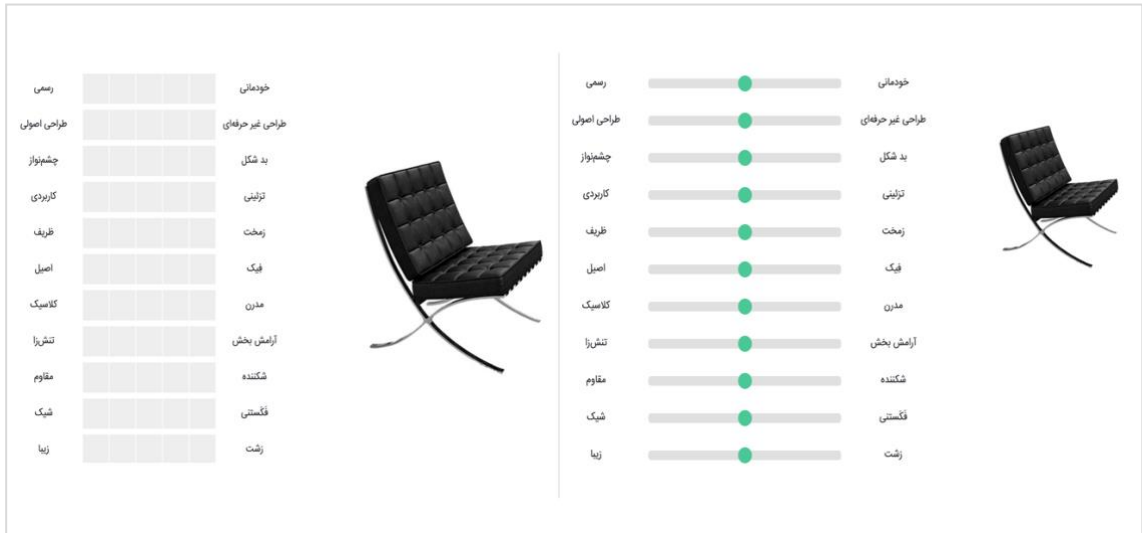 خودمانی رسمی
طراحی غیر حرفه‌ای طراحی اصولی
بد شکل چشم‌نواز
تزئینی کاربردی
زمخت ظریف
فِیک اصیل
مدرن کلاسیک
آرامش بخش تنش‌زا
شکننده مقاوم
فَکَستنی شیک
زشت زیبا
خودمانی رسمی
طراحی غیر حرفه‌ای طراحی اصولی
بد شکل چشم‌نواز
تزئینی کاربردی
زمخت ظریف
فِیک اصیل
مدرن کلاسیک
آرامش بخش تنش‌زا
شکننده مقاوم
فَکَستنی شیک
زشت زیبا